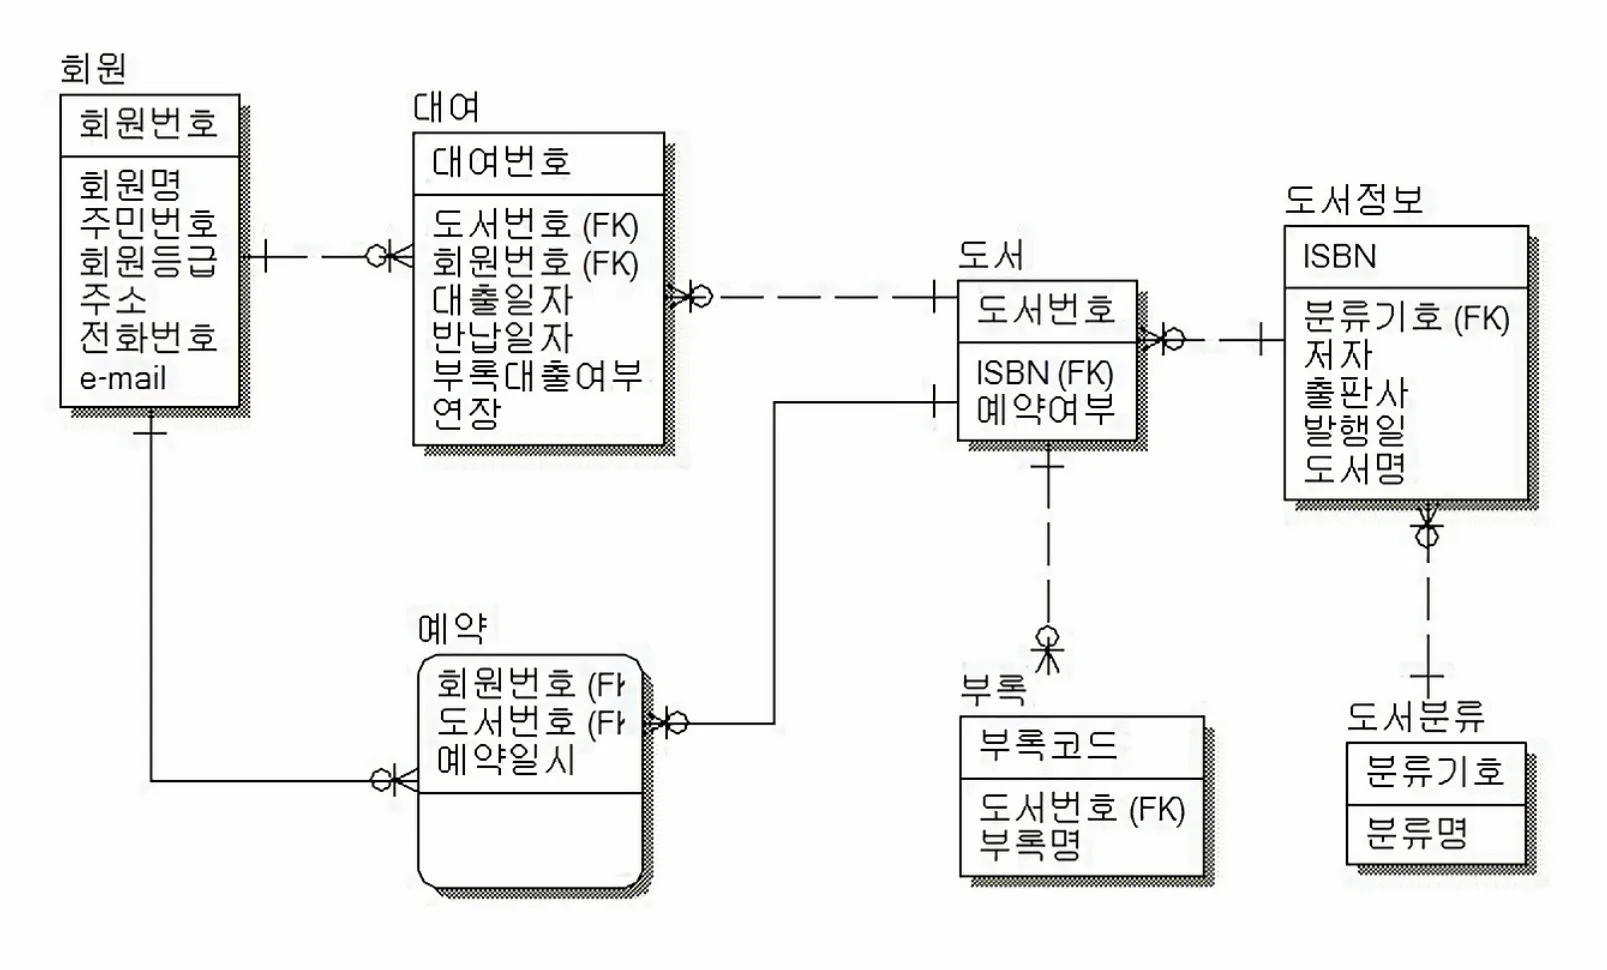 회원
회원번호
회원명
주민번호
회원등급
주소
전화번호
e-mail
대여
대여번호
도서번호 (FK)
회원번호 (FK)
대출일자
반납일자
부록대출여부
연장
도서
도서번호
ISBN (FK)
예약여부
도서정보
ISBN
분류기호 (FK)
저자
출판사
발행일
도서명
예약
회원번호 (FK
도서번호 (FK
예약일시
부록
부록코드
도서번호 (FK)
부록명
도서분류
분류기호
분류명